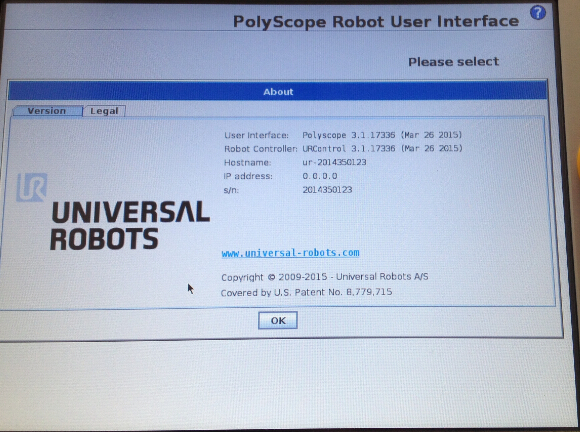 PolyScope Robot User Interface ?
Please select
About
Version Legal
User Interface: Polyscope 3.1.17336 (Mar 26 2015)
Robot Controller: URControl 3.1.17336 (Mar 26 2015)
Hostname: ur-2014350123
IP address: 0.0.0.0
s/n: 2014350123
UR
UNIVERSAL
ROBOTS
www.universal-robots.com
Copyright © 2009-2015 - Universal Robots A/S
Covered by U.S. Patent No. 8,779,715
OK